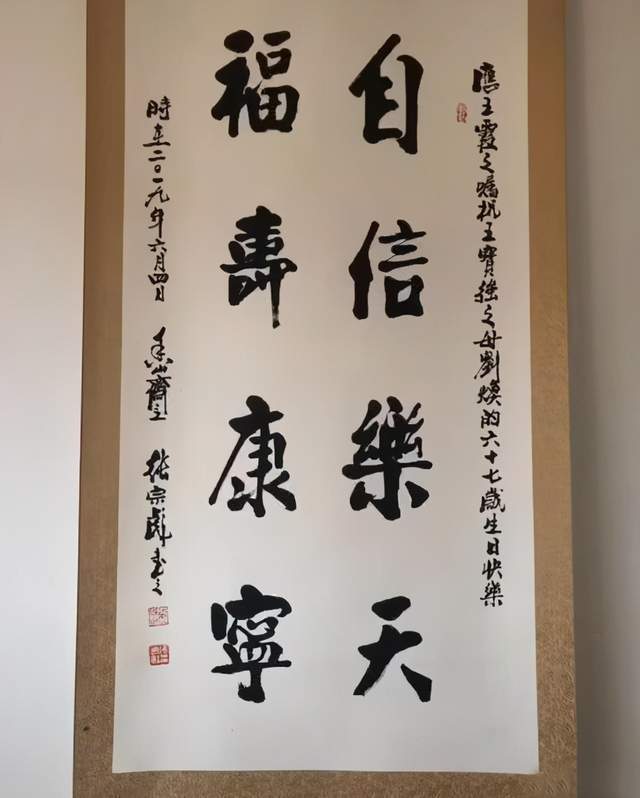 應王霞之囑祝王寶強之母劉煥的六十七歲生日快樂
自信樂天
福壽康寧
時在二〇一九年六月四日 香山齋主 張宗彪書之